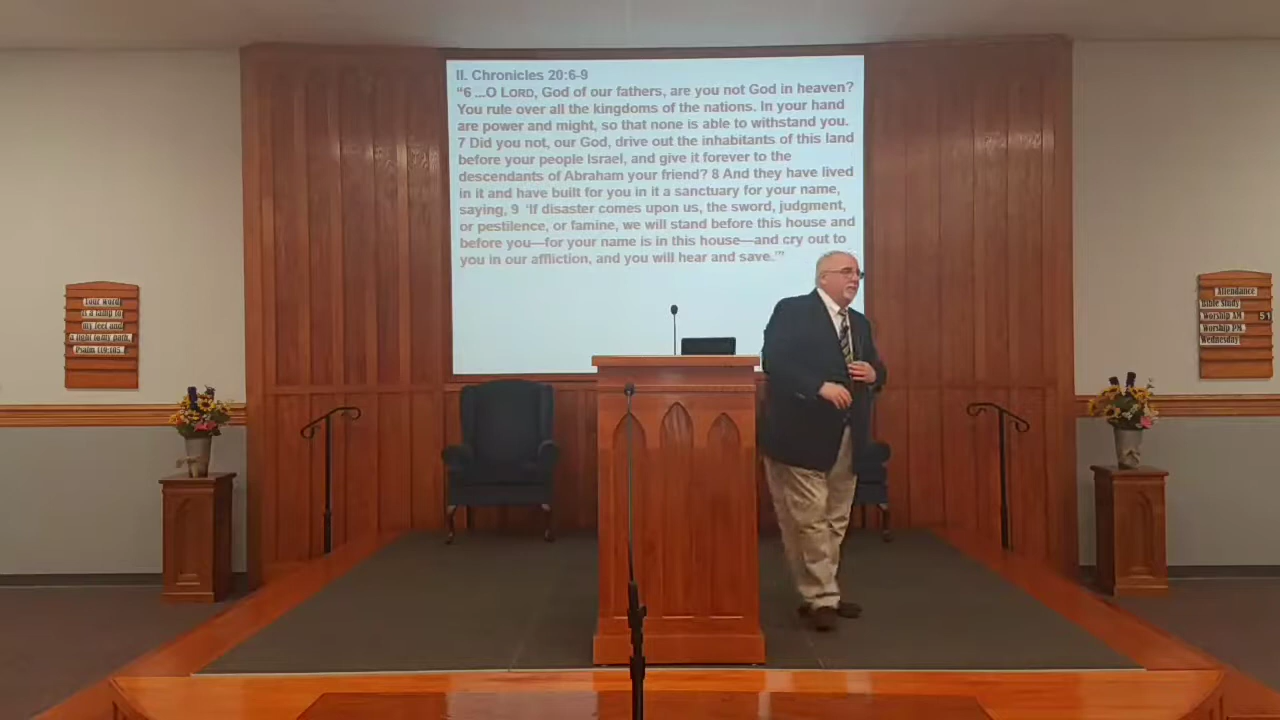 II. Chronicles 20:6-9
“6 ...O LORD, God of our fathers, are you not God in heaven?
You rule over all the kingdoms of the nations. In your hand
are power and might, so that none is able to withstand you.
7 Did you not, our God, drive out the inhabitants of this land
before your people Israel, and give it forever to the
descendants of Abraham your friend? 8 And they have lived
in it and have built for you in it a sanctuary for your name,
saying, 9 ‘If disaster comes upon us, the sword, judgment,
or pestilence, or famine, we will stand before this house and
before you—for your name is in this house—and cry out to
you in our affliction, and you will hear and save.’”
Your word
is a lamp to
my feet and
a light to my path.
Psalm 119:105
Attendance
Bible Study
Worship AM 51
Worship PM
Wednesday